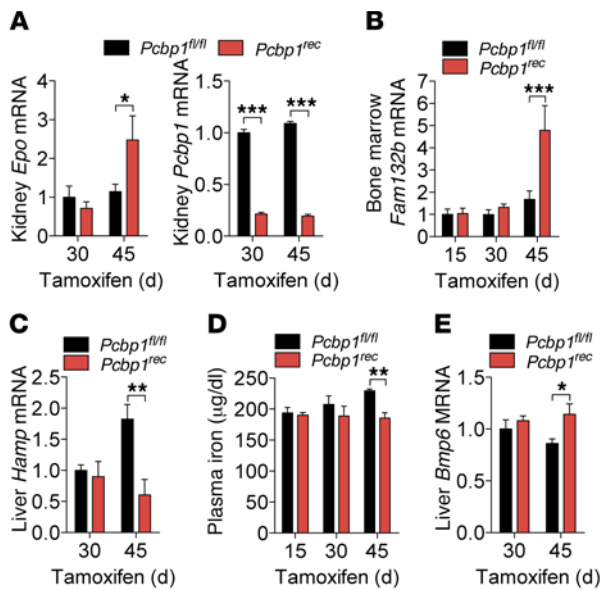 A
Pcbp1fl/fl
Pcbp1rec
Kidney Epo mRNA
4
3
2
1
0
*
30
45
Tamoxifen (d)
Kidney Pcbp1 mRNA
1.5
1.0
0.5
0.0
***
***
30
45
Tamoxifen (d)
B
Pcbp1fl/fl
Pcbp1rec
Bone marrow
Fam132b mRNA
7
6
5
4
3
2
1
0
***
15
30
45
Tamoxifen (d)
C
Pcbp1fl/fl
Pcbp1rec
Liver Hamp mRNA
2.5
2.0
1.5
1.0
0.5
0.0
**
30
45
Tamoxifen (d)
D
Pcbp1fl/fl
Pcbp1rec
Plasma iron (µg/dl)
250
200
150
100
50
0
**
15
30
45
Tamoxifen (d)
E
Pcbp1fl/fl
Pcbp1rec
Liver Bmp6 MRNA
1.5
1.0
0.5
0.0
*
30
45
Tamoxifen (d)